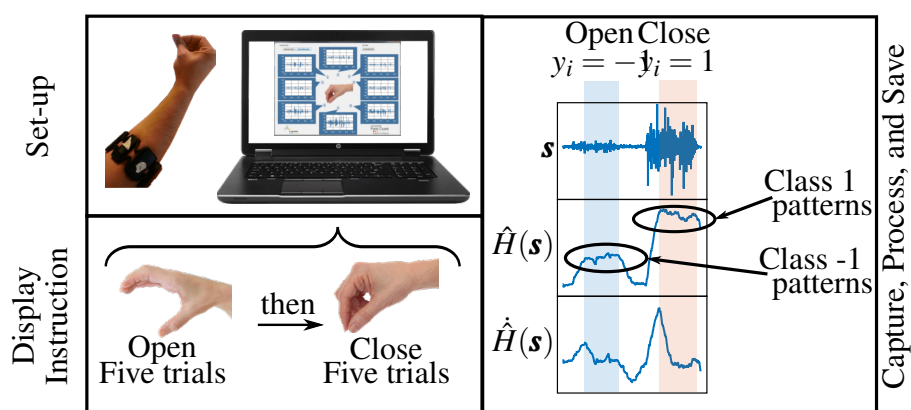 Set-up
Display
Instruction
Open
Five trials
then
Close
Five trials
Open Close
y_i = -1 y_i = 1
s
Ĥ(s)
Ĥ̇(s)
Class 1
patterns
Class -1
patterns
Capture, Process, and Save